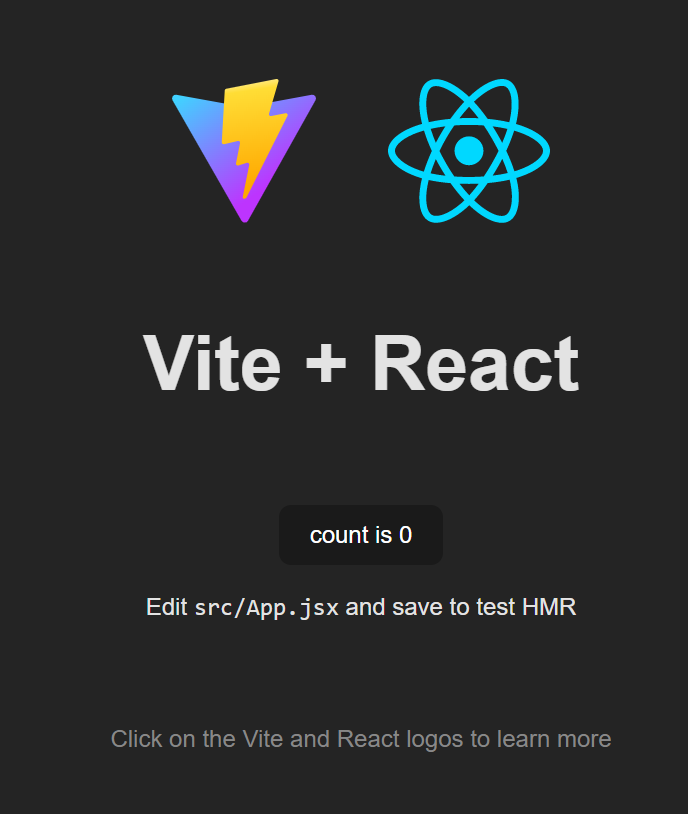 Vite + React
count is 0
Edit src/App.jsx and save to test HMR
Click on the Vite and React logos to learn more